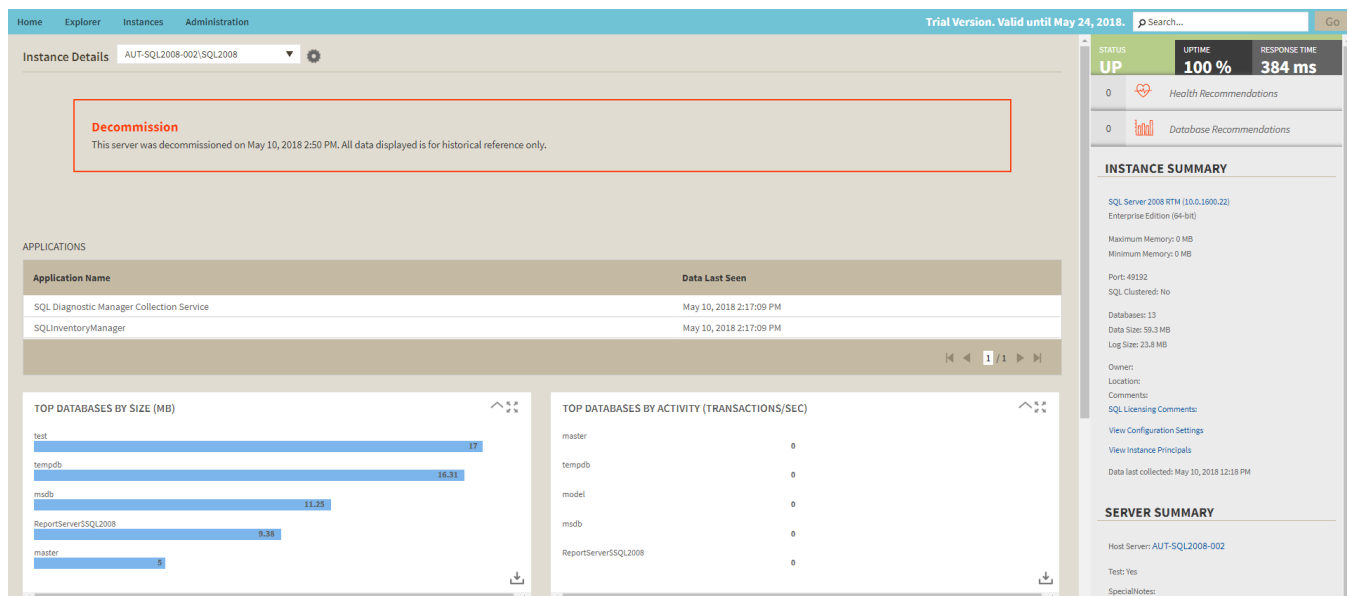 Home Explorer Instances Administration Trial Version. Valid until May 24, 2018. Search... Go
Instance Details AUT-SQL2008-002\SQL2008
Decommission
This server was decommissioned on May 10, 2018 2:50 PM. All data displayed is for historical reference only.
APPLICATIONS
Application Name Data Last Seen
SQL Diagnostic Manager Collection Service May 10, 2018 2:17:09 PM
SQLInventoryManager May 10, 2018 2:17:09 PM
1 / 1
TOP DATABASES BY SIZE (MB)
test
17
tempdb
16.31
msdb
11.25
ReportServer$SQL2008
9.38
master
5
TOP DATABASES BY ACTIVITY (TRANSACTIONS/SEC)
master
0
tempdb
0
model
0
msdb
0
ReportServer$SQL2008
0
STATUS UPTIME RESPONSE TIME
UP 100 % 384 ms
0 Health Recommendations
0 Database Recommendations
INSTANCE SUMMARY
SQL Server 2008 RTM (10.0.1600.22)
Enterprise Edition (64-bit)
Maximum Memory: 0 MB
Minimum Memory: 0 MB
Port: 49192
SQL Clustered: No
Databases: 13
Data Size: 59.3 MB
Log Size: 23.8 MB
Owner:
Location:
Comments:
SQL Licensing Comments:
View Configuration Settings
View Instance Principals
Data last collected: May 10, 2018 12:18 PM
SERVER SUMMARY
Host Server: AUT-SQL2008-002
Test: Yes
SpecialNotes: